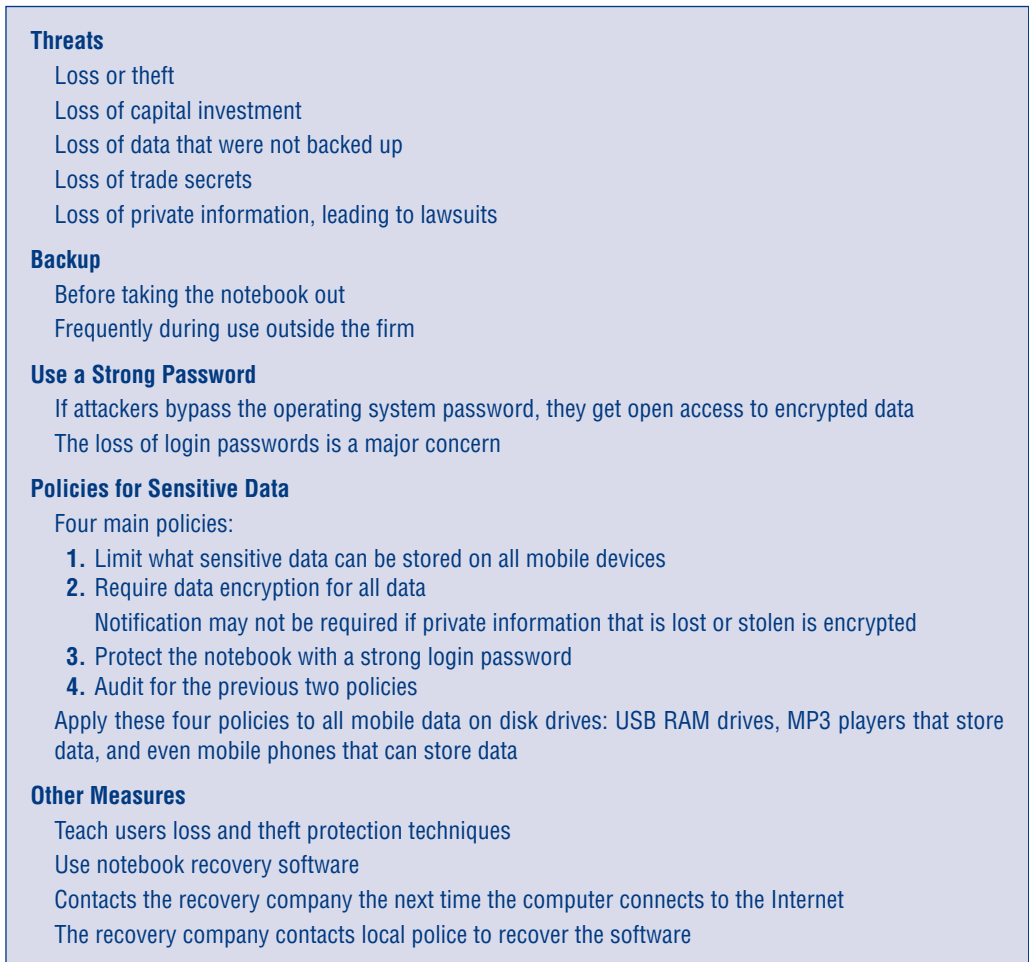 Threats
Loss or theft
Loss of capital investment
Loss of data that were not backed up
Loss of trade secrets
Loss of private information, leading to lawsuits
Backup
Before taking the notebook out
Frequently during use outside the firm
Use a Strong Password
If attackers bypass the operating system password, they get open access to encrypted data
The loss of login passwords is a major concern
Policies for Sensitive Data
Four main policies:
1. Limit what sensitive data can be stored on all mobile devices
2. Require data encryption for all data
Notification may not be required if private information that is lost or stolen is encrypted
3. Protect the notebook with a strong login password
4. Audit for the previous two policies
Apply these four policies to all mobile data on disk drives: USB RAM drives, MP3 players that store
data, and even mobile phones that can store data
Other Measures
Teach users loss and theft protection techniques
Use notebook recovery software
Contacts the recovery company the next time the computer connects to the Internet
The recovery company contacts local police to recover the software